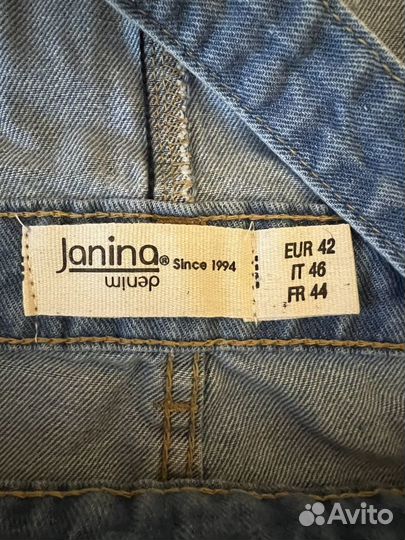 Janina® Since 1994
denim
EUR 42
IT 46
FR 44
Avito